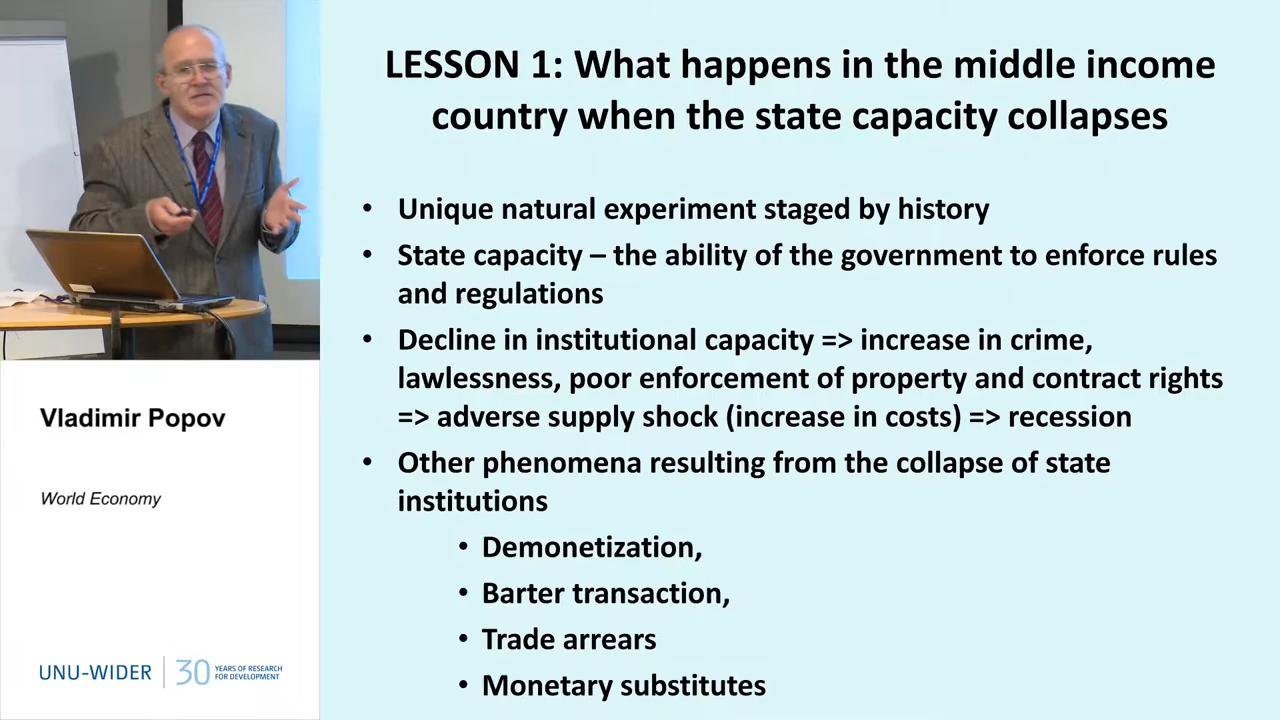 LESSON 1: What happens in the middle income
country when the state capacity collapses
• Unique natural experiment staged by history
• State capacity – the ability of the government to enforce rules
and regulations
• Decline in institutional capacity => increase in crime,
lawlessness, poor enforcement of property and contract rights
=> adverse supply shock (increase in costs) => recession
• Other phenomena resulting from the collapse of state
institutions
• Demonetization,
• Barter transaction,
• Trade arrears
• Monetary substitutes
Vladimir Popov
World Economy
UNU-WIDER
30 YEARS OF RESEARCH
FOR DEVELOPMENT